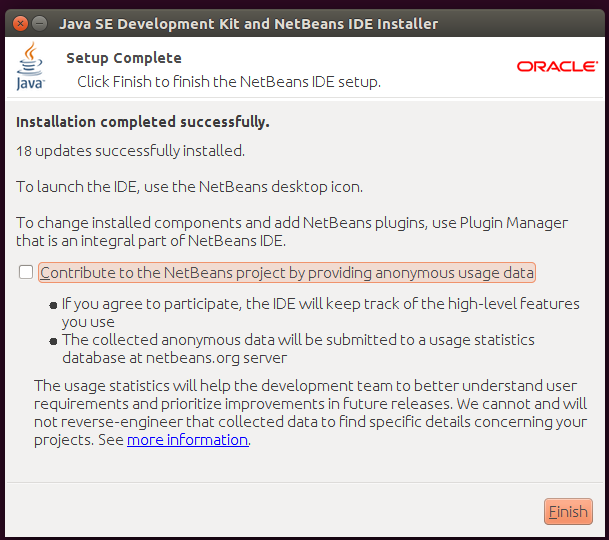 Java SE Development Kit and NetBeans IDE Installer
Setup Complete
Click Finish to finish the NetBeans IDE setup.
Java
ORACLE
Installation completed successfully.
18 updates successfully installed.
To launch the IDE, use the NetBeans desktop icon.
To change installed components and add NetBeans plugins, use Plugin Manager
that is an integral part of NetBeans IDE.
Contribute to the NetBeans project by providing anonymous usage data
If you agree to participate, the IDE will keep track of the high-level features
you use
The collected anonymous data will be submitted to a usage statistics
database at netbeans.org server
The usage statistics will help the development team to better understand user
requirements and prioritize improvements in future releases. We cannot and will
not reverse-engineer that collected data to find specific details concerning your
projects. See more information.
Finish